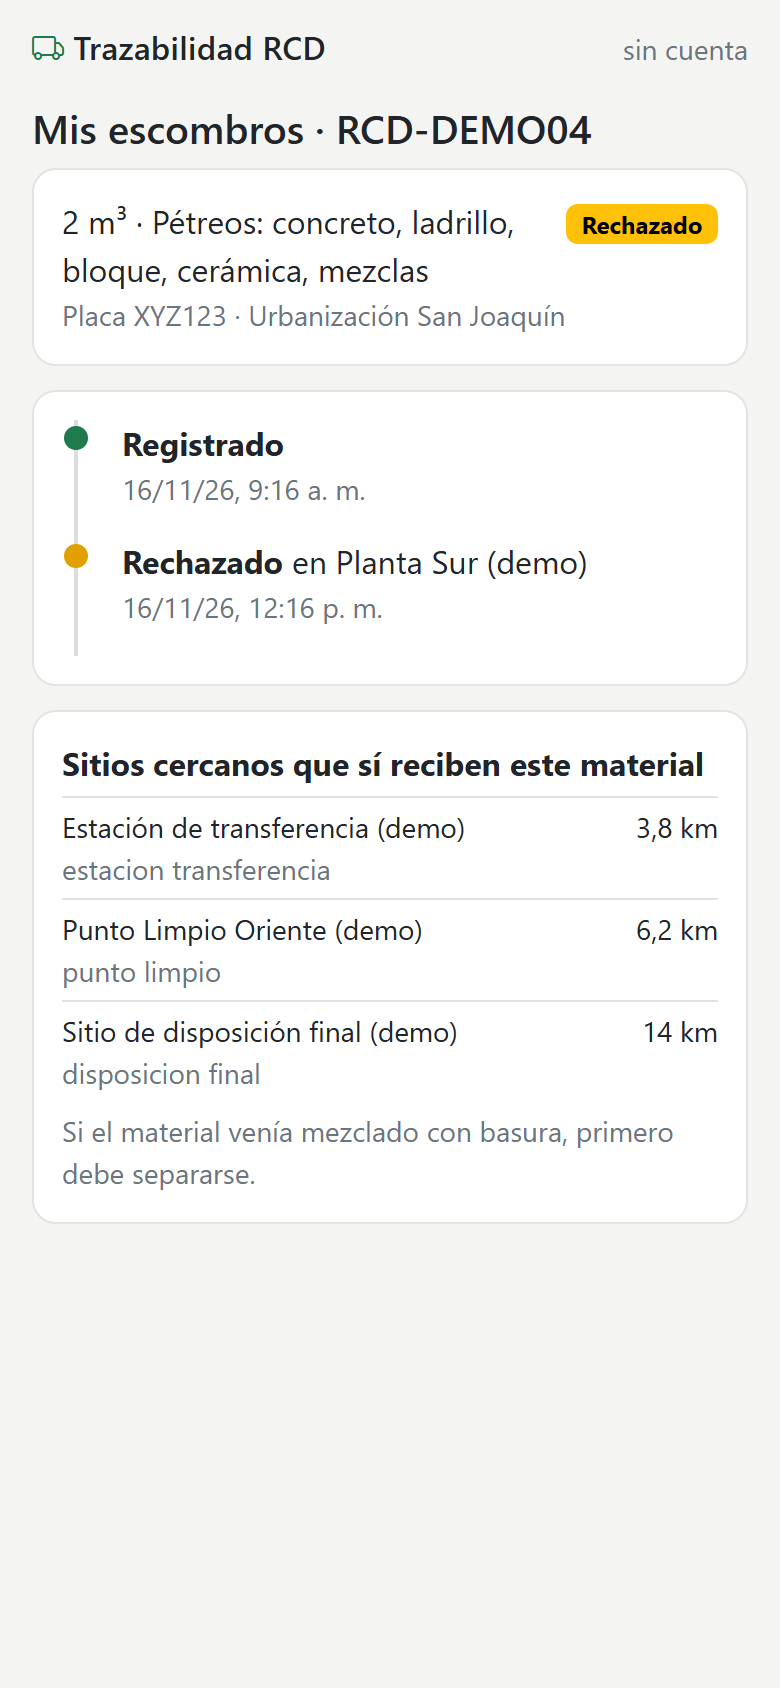 Trazabilidad RCD
sin cuenta
Mis escombros · RCD-DEMO04
2 m³ · Pétreos: concreto, ladrillo,
bloque, cerámica, mezclas
Rechazado
Placa XYZ123 · Urbanización San Joaquín
Registrado
16/11/26, 9:16 a. m.
Rechazado en Planta Sur (demo)
16/11/26, 12:16 p. m.
Sitios cercanos que sí reciben este material
Estación de transferencia (demo)
3,8 km
estacion transferencia
Punto Limpio Oriente (demo)
6,2 km
punto limpio
Sitio de disposición final (demo)
14 km
disposicion final
Si el material venía mezclado con basura, primero
debe separarse.